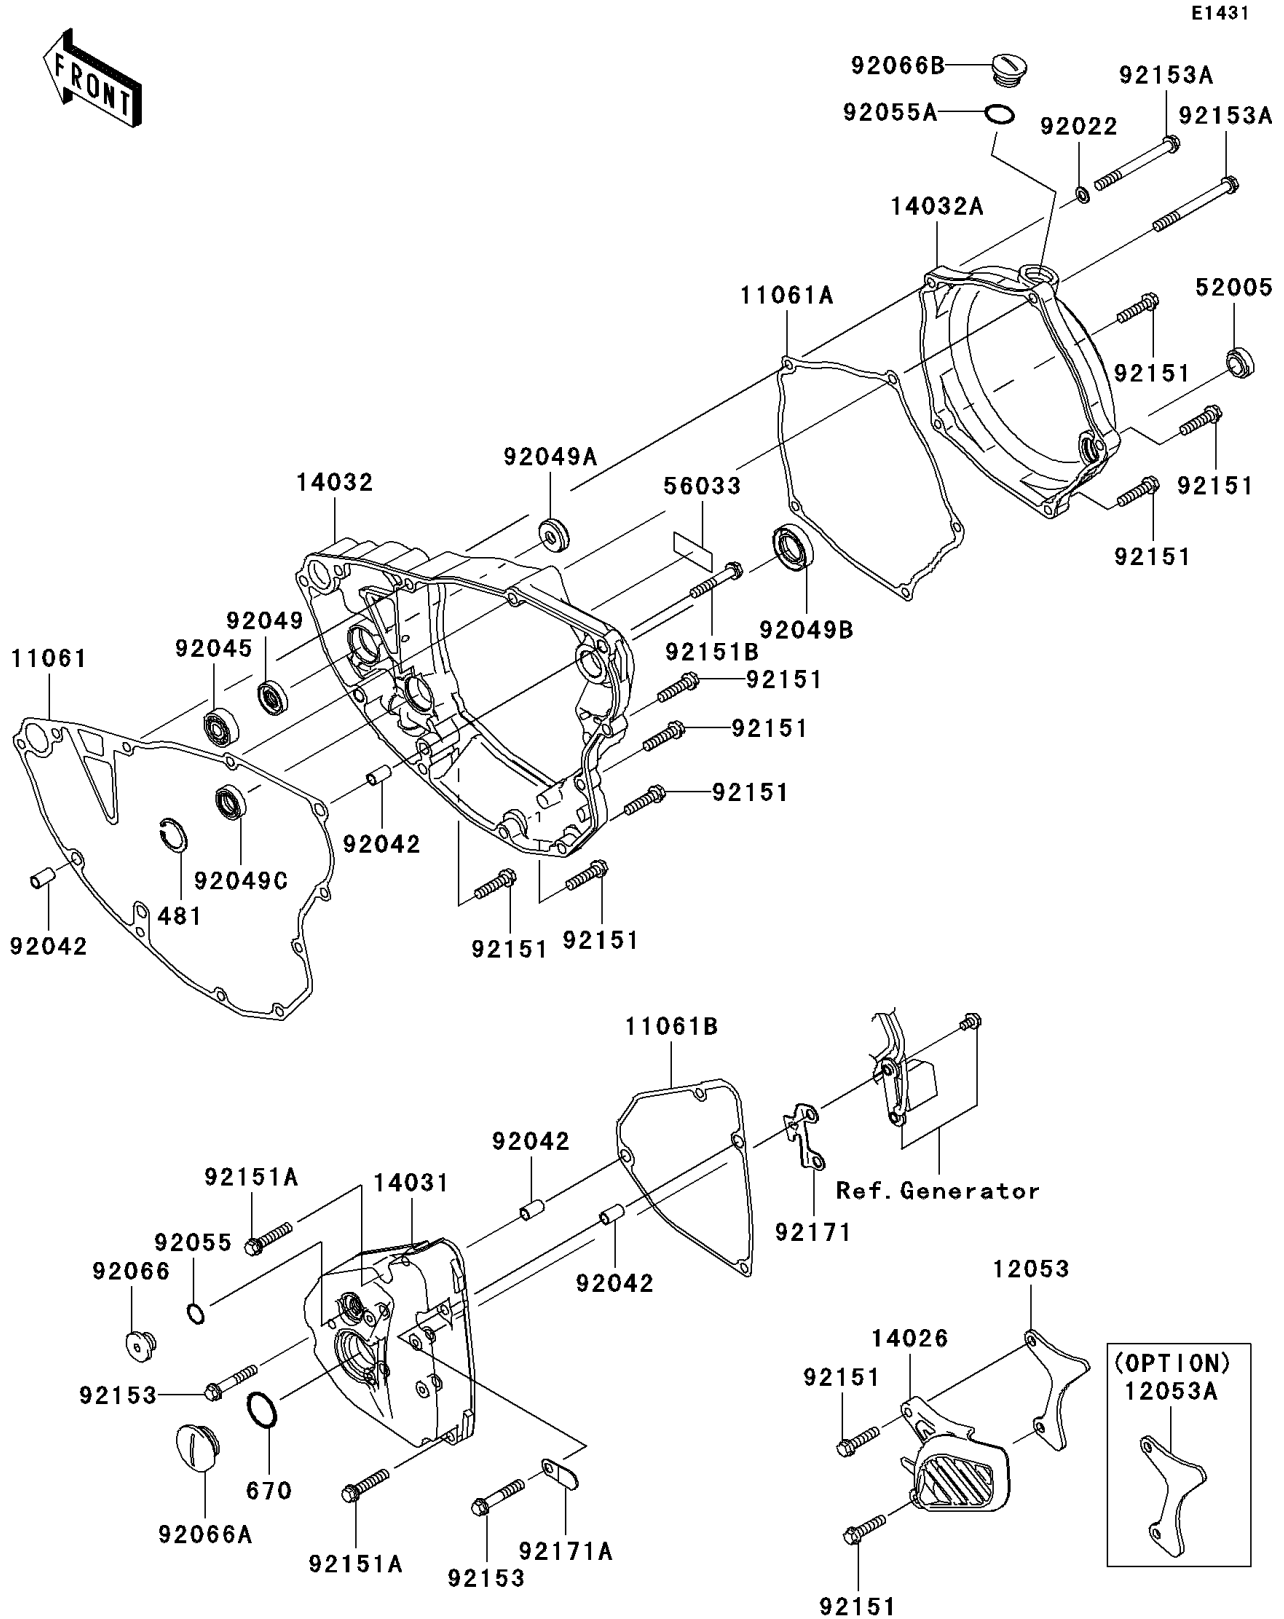 E1431
FRONT
92066B
92153A
92055A
92153A
92022
14032A
11061A
52005
92151
92049A
14032
56033
92151
92151
92049
92049B
92045
92151B
11061
92151
92151
92151
92042
92049C
481
92042
92151
92151
11061B
92042
92151A
14031
Ref.Generator
92171
92055
92066
92042
12053
14026
(OPTION)
12053A
92151
92153
670
92066A
92171A
92151A
92153
92151